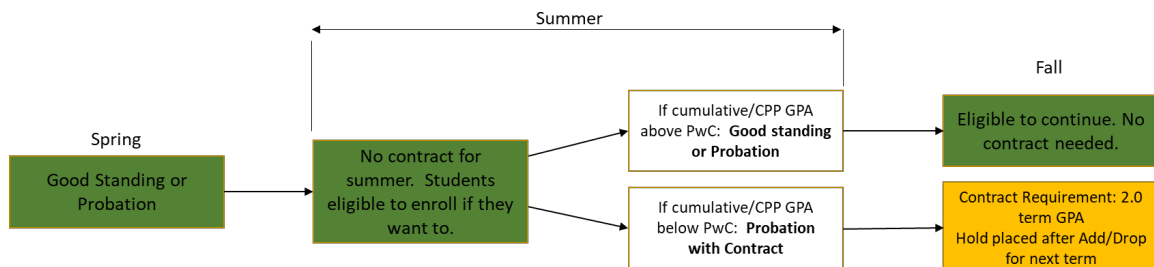 Summer
Spring
Good Standing or
Probation
No contract for
summer.  Students
eligible to enroll if they
want to.
If cumulative/CPP GPA
above PwC:  Good standing
or Probation
If cumulative/CPP GPA
below PwC:  Probation
with Contract
Fall
Eligible to continue. No
contract needed.
Contract Requirement: 2.0
term GPA
Hold placed after Add/Drop
for next term